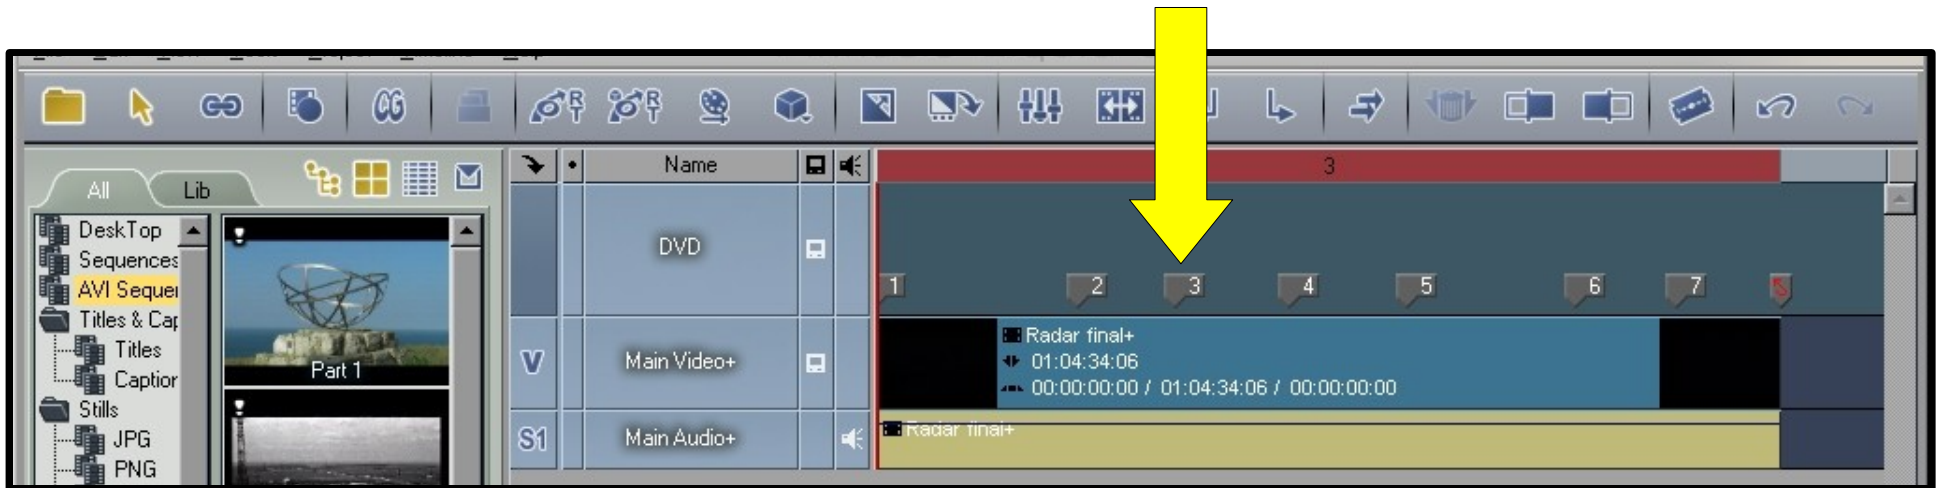 CG
R
T
R
T
All Lib
DeskTop
Sequences
AVI Sequer
Titles & Cap
Titles
Caption
Stills
JPG
PNG
Part 1
Name
3
DVD
1 2 3 4 5 6 7
V Main Video+
Radar final+
01:04:34:06
00:00:00:00 / 01:04:34:06 / 00:00:00:00
S1 Main Audio+
Radar final+